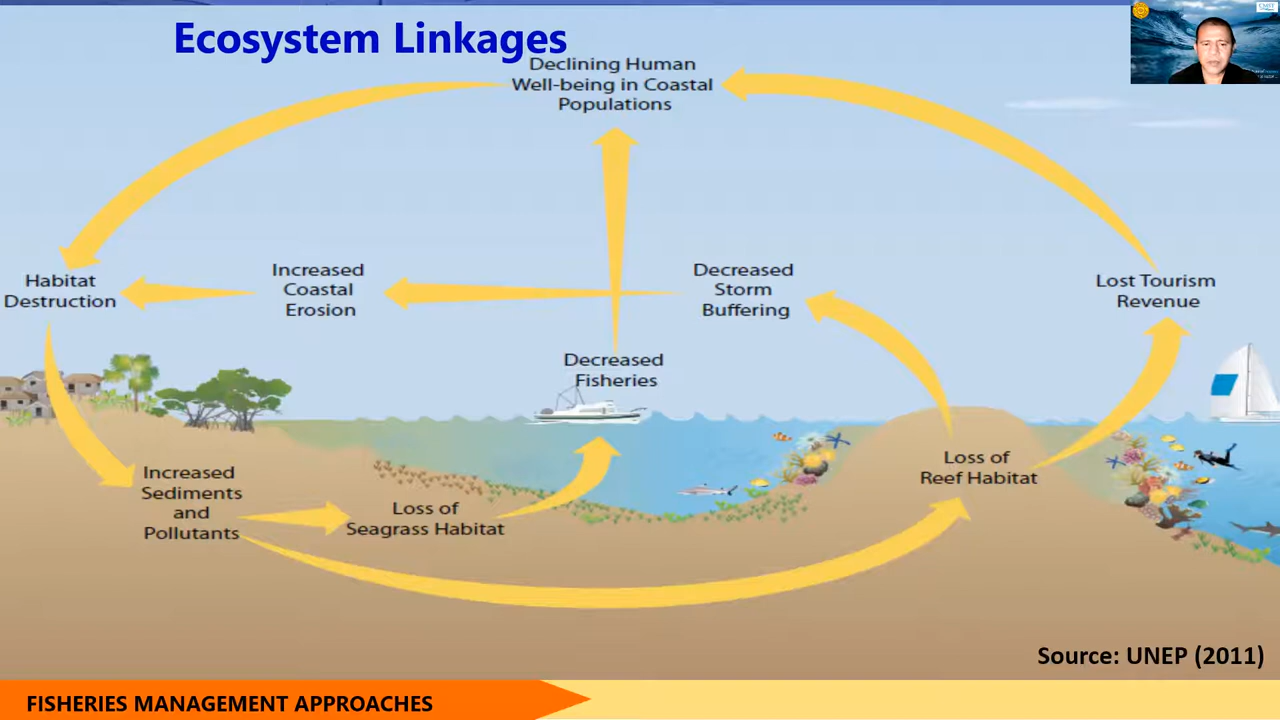 Ecosystem Linkages
Declining Human
Well-being in Coastal
Populations
Habitat
Destruction
Increased
Coastal
Erosion
Decreased
Storm
Buffering
Lost Tourism
Revenue
Decreased
Fisheries
Increased
Sediments
and
Pollutants
Loss of
Seagrass Habitat
Loss of
Reef Habitat
Source: UNEP (2011)
FISHERIES MANAGEMENT APPROACHES